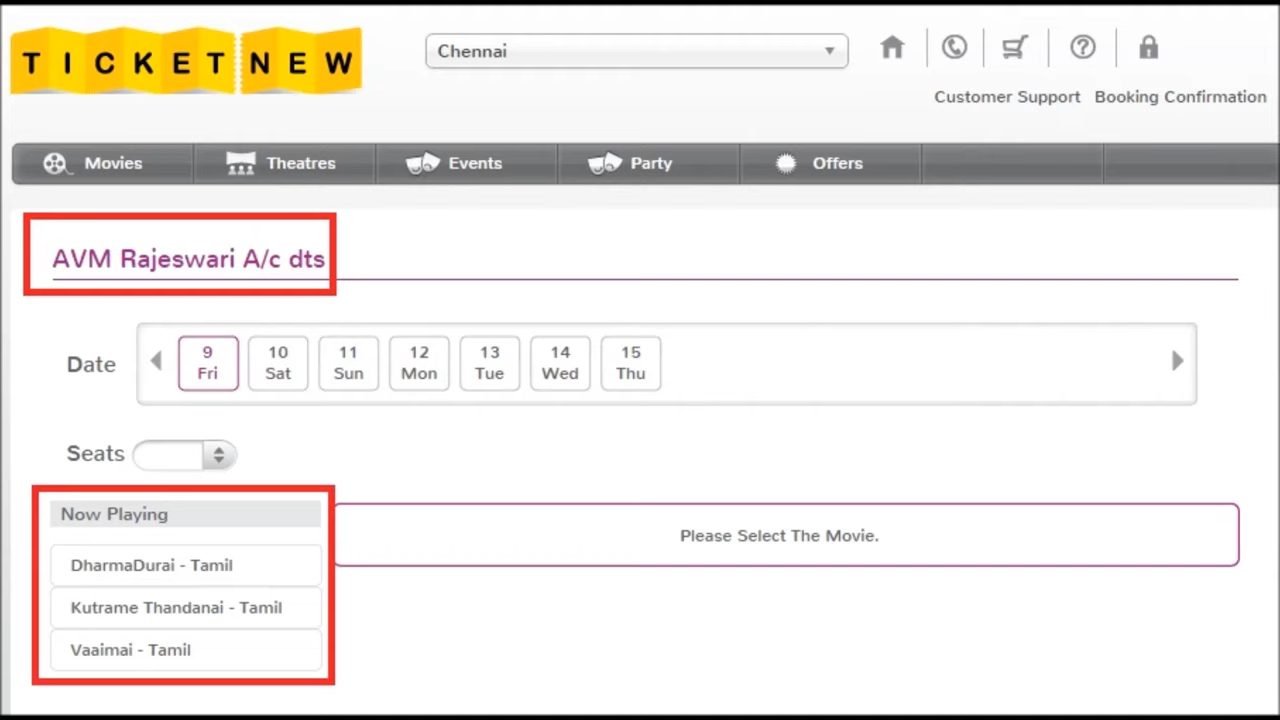 TICKETNEW
Chennai
Customer Support Booking Confirmation
Movies Theatres Events Party Offers
AVM Rajeswari A/c dts
Date
9 10 11 12 13 14 15
Fri Sat Sun Mon Tue Wed Thu
Seats
Now Playing
Please Select The Movie.
DharmaDurai - Tamil
Kutrame Thandanai - Tamil
Vaaimai - Tamil